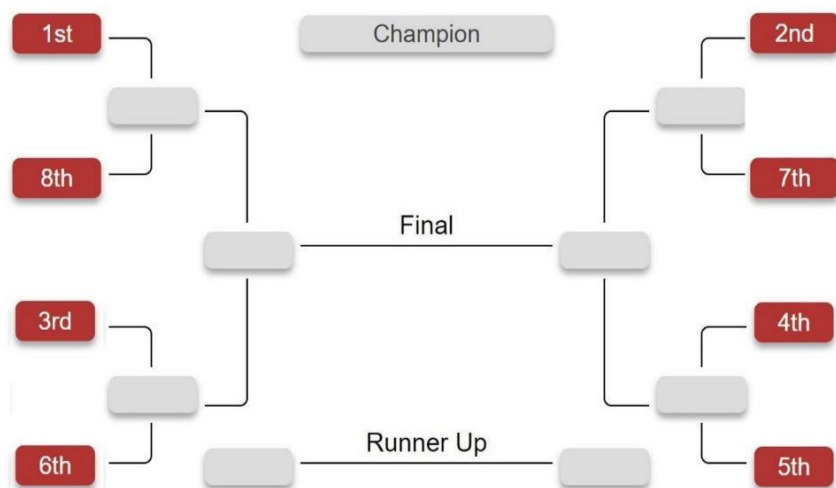 1st
Champion
2nd
8th
7th
Final
3rd
4th
Runner Up
6th
5th